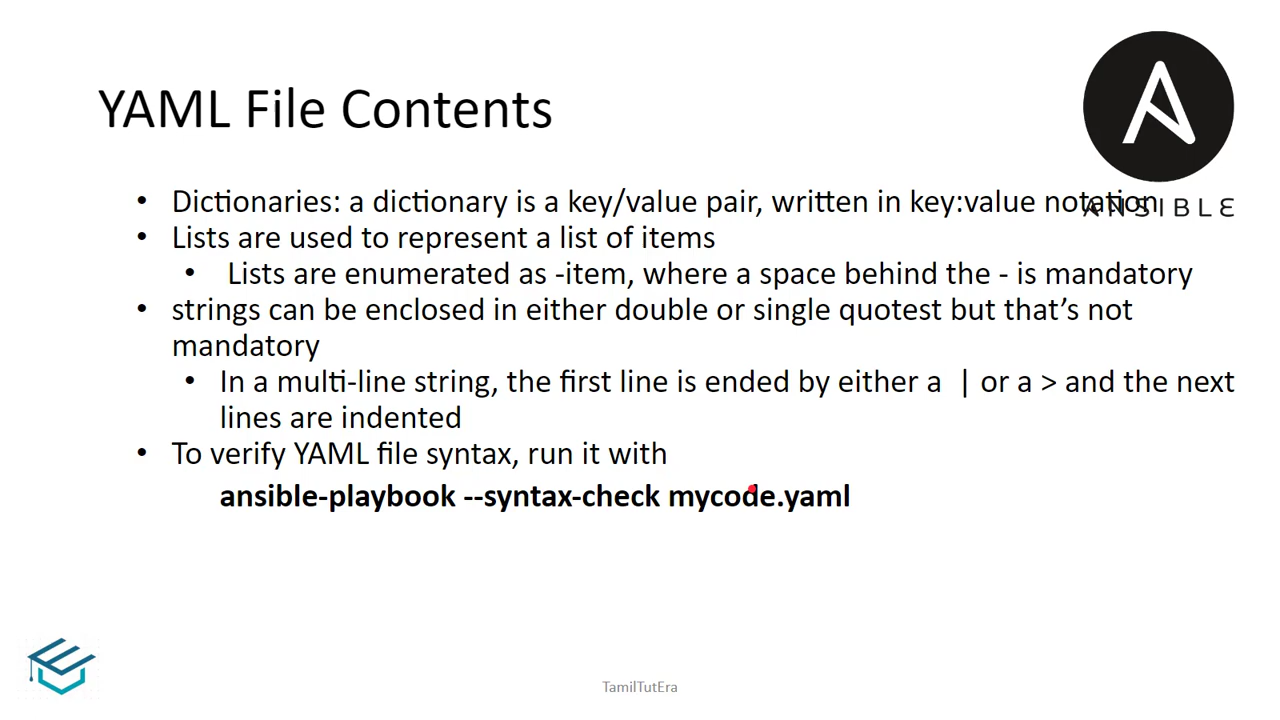 YAML File Contents
• Dictionaries: a dictionary is a key/value pair, written in key:value notation
ANSIBLE
• Lists are used to represent a list of items
• Lists are enumerated as -item, where a space behind the - is mandatory
• strings can be enclosed in either double or single quotest but that’s not
mandatory
• In a multi-line string, the first line is ended by either a | or a > and the next
lines are indented
• To verify YAML file syntax, run it with
ansible-playbook --syntax-check mycode.yaml
TamilTutEra